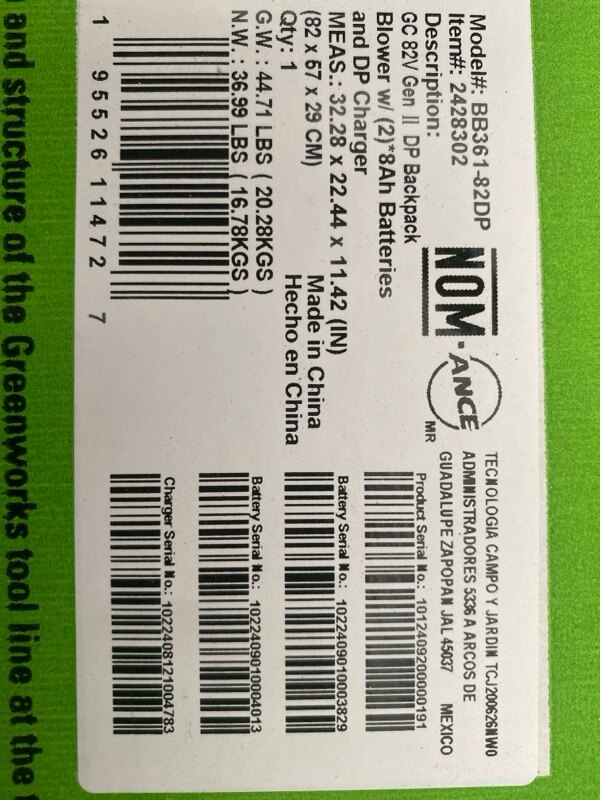 Model#: BB361-82DP
Item#: 2428302
Description:
GC 82V Gen II DP Backpack
Blower w/ (2)*8Ah Batteries
and DP Charger
MEAS.: 32.28 x 22.44 x 11.42 (IN)
(82 x 57 x 29 CM)
Qty: 1
Made in China
Hecho en China
G.W.: 44.71 LBS ( 20.28KGS )
N.W.: 36.99 LBS ( 16.78KGS )
1 95526 11472 7
NOM-ANCE
MR
TECNOLOGIA CAMPO Y JARDIN TCJ200626NW0
ADMINISTRADORES 5336 A ARCOS DE
GUADALUPE ZAPOPAN JAL 45037 MEXICO
Product Serial No.: 1012409200000191
Battery Serial No.: 1022409010003829
Battery Serial No.: 1022409010004013
Charger Serial No.: 1022408121004783
and structure of the Greenworks tool line at the